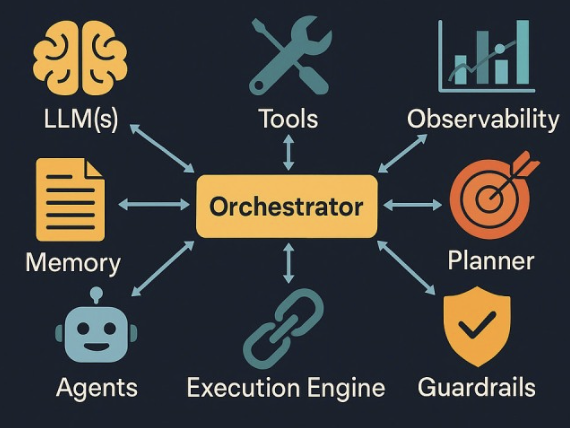 LLM(s)
Tools
Observability
Memory
Orchestrator
Planner
Agents
Execution Engine
Guardrails